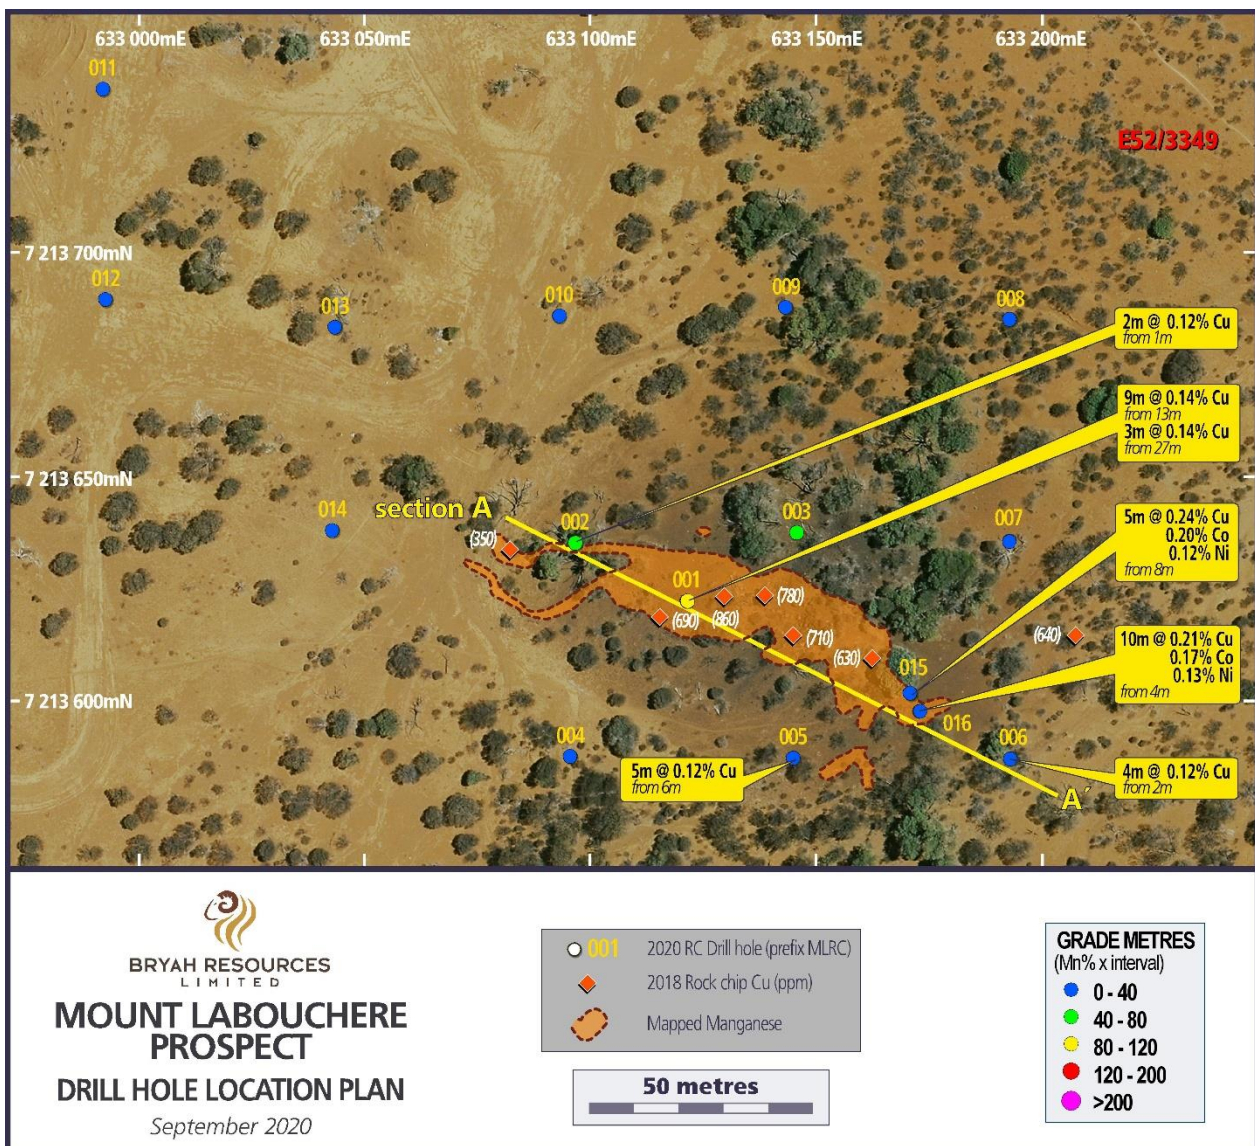 633 000mE
633 050mE
633 100mE
633 150mE
633 200mE
011
E52/3349
7 213 700mN
012
013
010
009
008
2m @ 0.12% Cu
from 1m
9m @ 0.14% Cu
from 13m
3m @ 0.14% Cu
from 27m
7 213 650mN
section A
014
002
003
007
(350)
5m @ 0.24% Cu
0.20% Co
0.12% Ni
from 8m
001
(690)
(860)
(780)
(710)
(630)
(640)
015
016
10m @ 0.21% Cu
0.17% Co
0.13% Ni
from 4m
7 213 600mN
004
005
006
5m @ 0.12% Cu
from 6m
4m @ 0.12% Cu
from 2m
A´
BRYAH RESOURCES
LIMITED
MOUNT LABOUCHERE
PROSPECT
DRILL HOLE LOCATION PLAN
September 2020
001 2020 RC Drill hole (prefix MLRC)
2018 Rock chip Cu (ppm)
Mapped Manganese
50 metres
GRADE METRES
(Mn% x interval)
0 - 40
40 - 80
80 - 120
120 - 200
>200